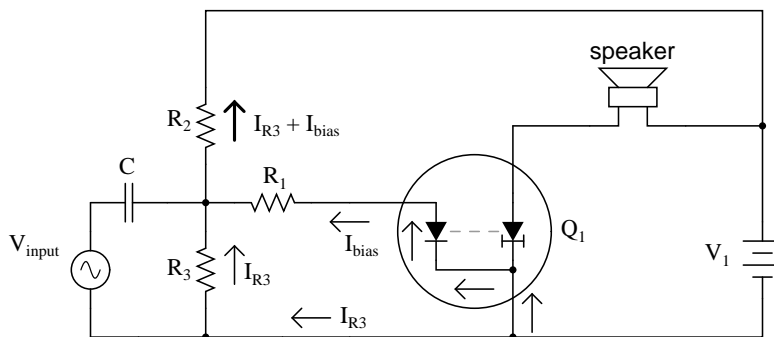 speaker
R2
IR3 + Ibias
C
R1
Vinput
Ibias
Q1
R3
IR3
V1
IR3